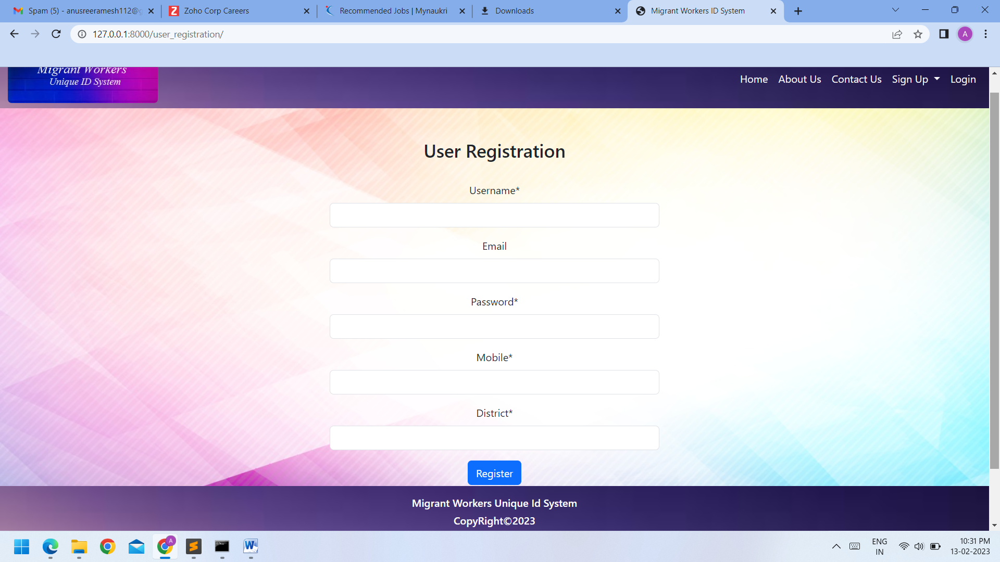 Spam (5) - anusreeramesh112@g
Zoho Corp Careers
Recommended Jobs | Mynaukri
Downloads
Migrant Workers ID System
127.0.0.1:8000/user_registration/
A
Migrant Workers
Unique ID System
Home
About Us
Contact Us
Sign Up
Login
User Registration
Username*
Email
Password*
Mobile*
District*
Register
Migrant Workers Unique Id System
CopyRight©2023
A
ENG
IN
10:31 PM
13-02-2023